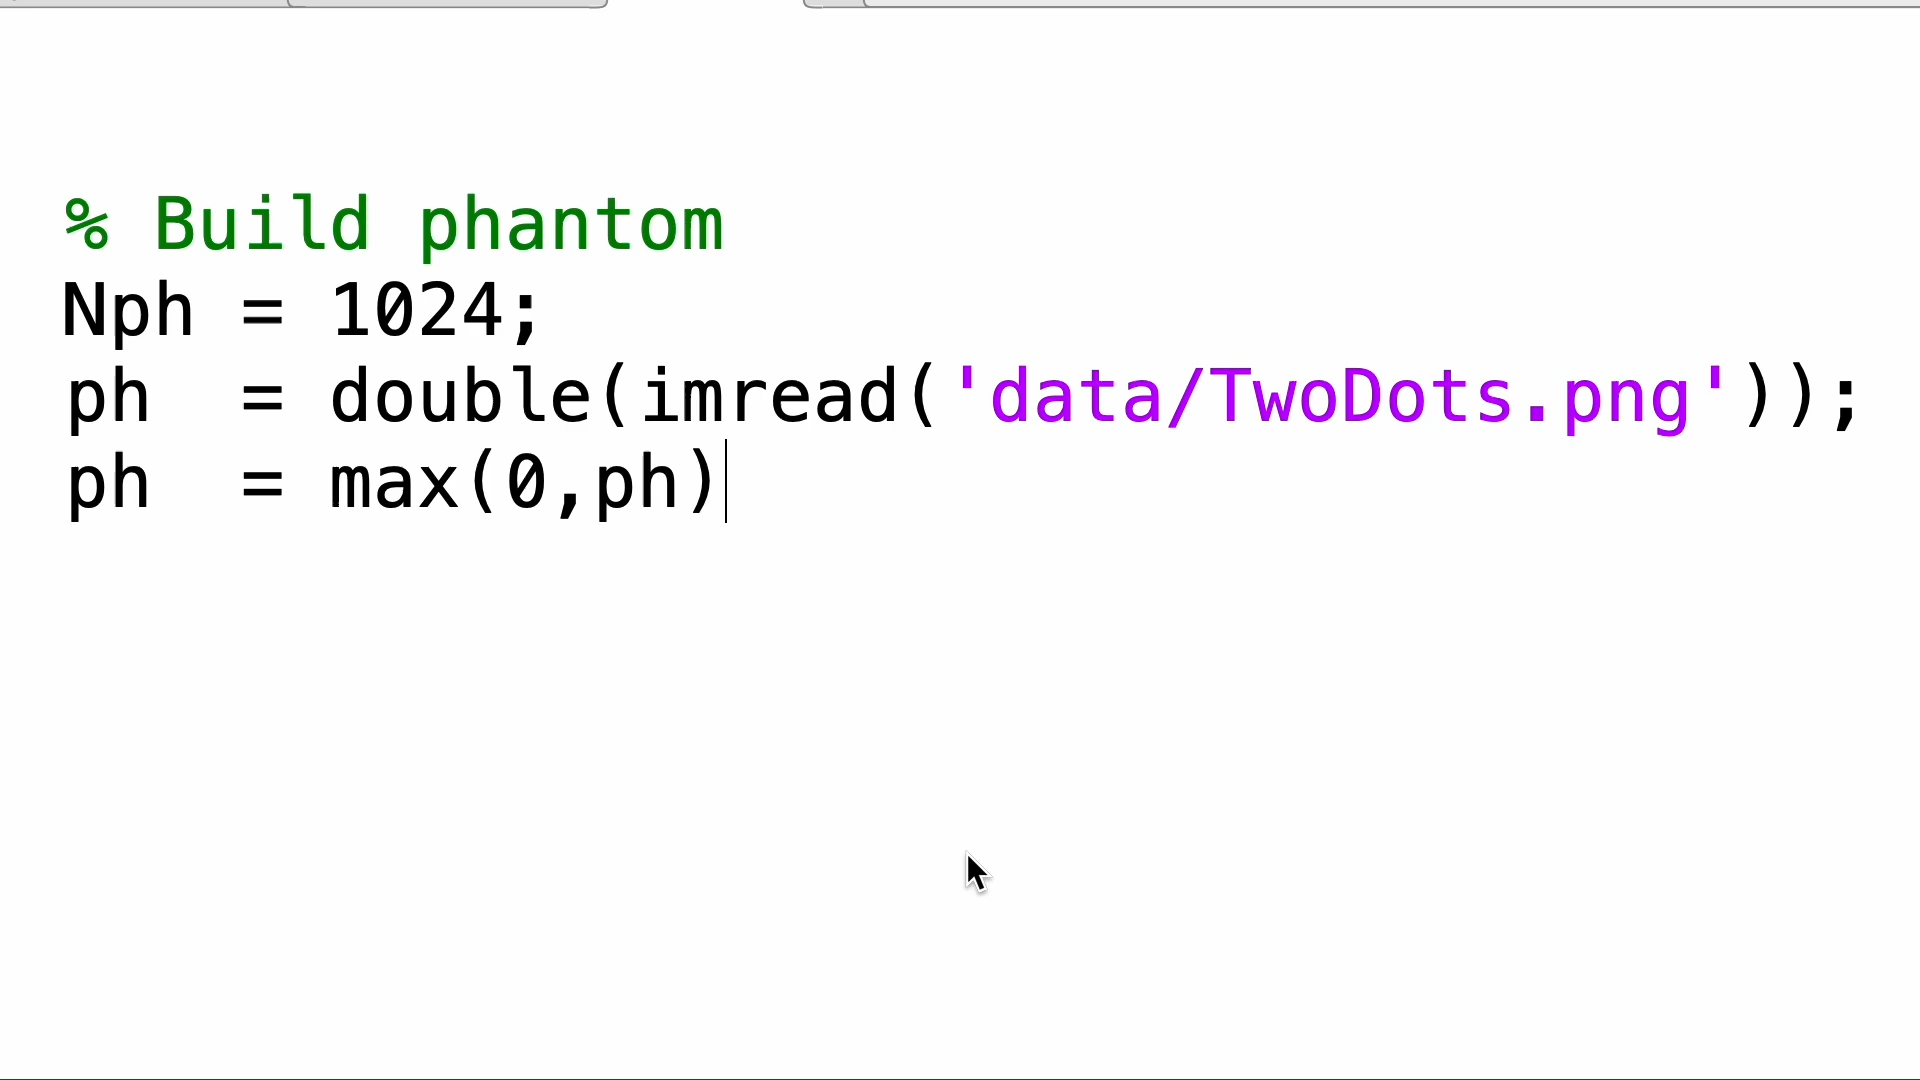 % Build phantom
Nph = 1024;
ph  = double(imread('data/TwoDots.png'));
ph  = max(0,ph)